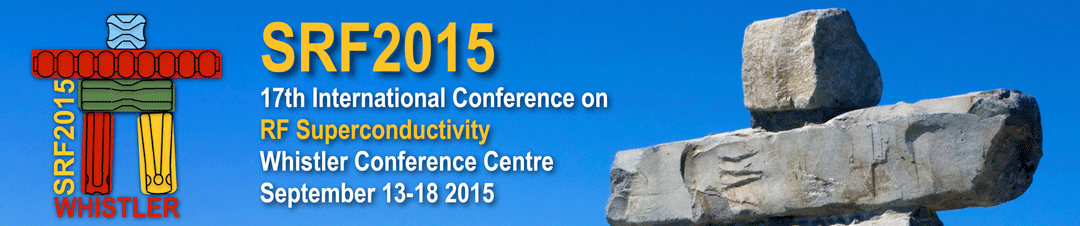 SRF2015
WHISTLER
SRF2015
17th International Conference on
RF Superconductivity
Whistler Conference Centre
September 13-18 2015